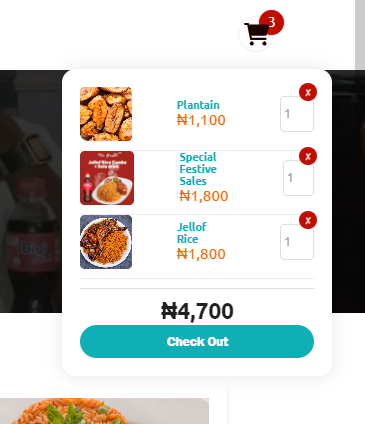 3
x
Plantain
₦1,100
1
x
Special
Festive
Sales
₦1,800
1
x
Jellof
Rice
₦1,800
1
₦4,700
Check Out